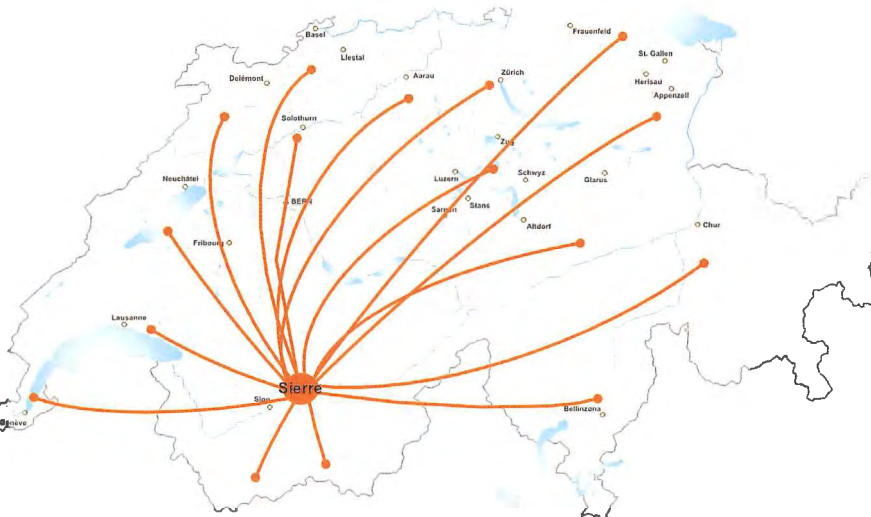 Basel
Frauenfeld
Liestal
St. Gallen
Delémont
Aarau
Zürich
Herisau
Appenzell
Solothurn
Zug
Luzern
Schwyz
Glarus
Neuchâtel
BERN
Stans
Sarnen
Altdorf
Chur
Fribourg
Lausanne
Sierre
Sion
Bellinzona
Genève